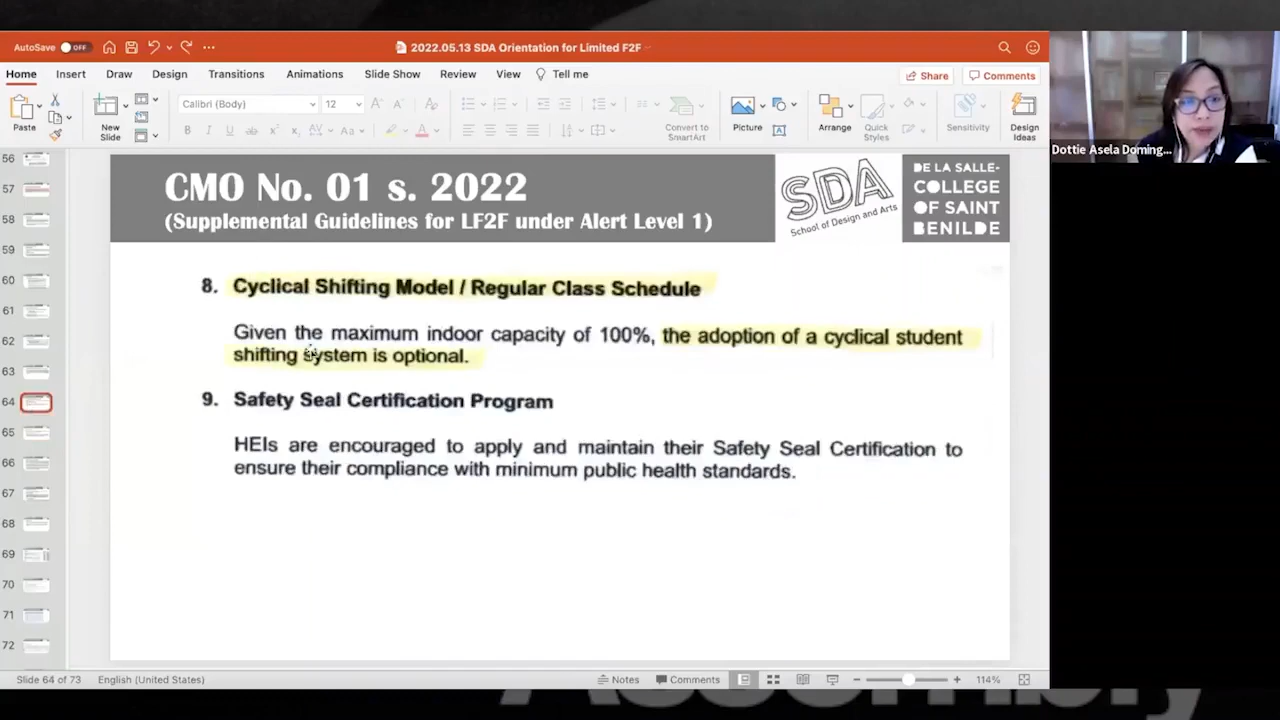 AutoSave OFF
2022.05.13 SDA Orientation for Limited F2F
Home Insert Draw Design Transitions Animations Slide Show Review View Tell me
Share Comments
Paste
New Slide
Calibri (Body) 12
Convert to SmartArt
Picture
Arrange
Quick Styles
Sensitivity
Design Ideas
Dottie Asela Doming...
56
57
58
59
60
61
62
63
64
65
66
67
68
69
70
71
72
CMO No. 01 s. 2022
(Supplemental Guidelines for LF2F under Alert Level 1)
SDA
School of Design and Arts
DE LA SALLE-
COLLEGE
OF SAINT
BENILDE
8. Cyclical Shifting Model / Regular Class Schedule
Given the maximum indoor capacity of 100%, the adoption of a cyclical student
shifting system is optional.
9. Safety Seal Certification Program
HEIs are encouraged to apply and maintain their Safety Seal Certification to
ensure their compliance with minimum public health standards.
Slide 64 of 73 English (United States) Notes Comments 114%
Assembly